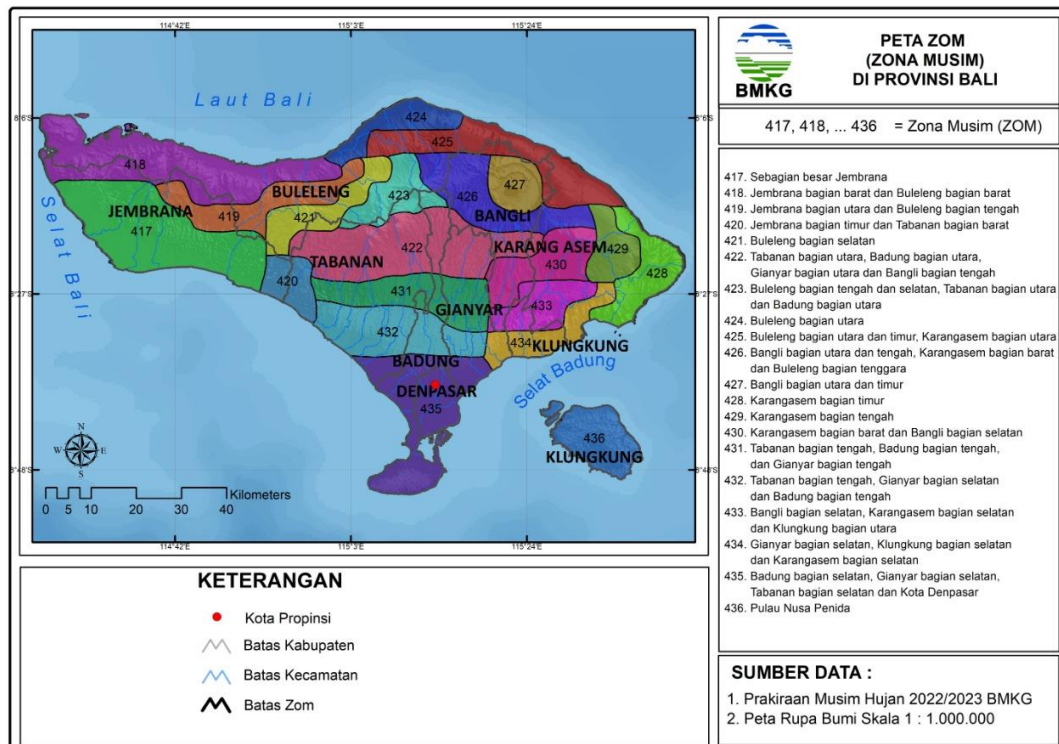 114°42'E
115°3'E
115°24'E
8°6'S
8°6'S
8°27'S
8°27'S
8°48'S
8°48'S
114°42'E
115°3'E
115°24'E
Laut Bali
Selat Bali
Selat Badung
424
425
418
427
BULELENG
423
426
JEMBRANA
419
421
BANGLI
417
422
KARANG ASEM
429
TABANAN
430
428
420
431
433
GIANYAR
432
434
KLUNGKUNG
BADUNG
DENPASAR
435
436
KLUNGKUNG
N
W E
S
Kilometers
0 5 10 20 30 40
BMKG
PETA ZOM
(ZONA MUSIM)
DI PROVINSI BALI
417, 418, ... 436 = Zona Musim (ZOM)
417. Sebagian besar Jembrana
418. Jembrana bagian barat dan Buleleng bagian barat
419. Jembrana bagian utara dan Buleleng bagian tengah
420. Jembrana bagian timur dan Tabanan bagian barat
421. Buleleng bagian selatan
422. Tabanan bagian utara, Badung bagian utara,
Gianyar bagian utara dan Bangli bagian tengah
423. Buleleng bagian tengah dan selatan, Tabanan bagian utara
dan Badung bagian utara
424. Buleleng bagian utara
425. Buleleng bagian utara dan timur, Karangasem bagian utara
426. Bangli bagian utara dan tengah, Karangasem bagian barat
dan Buleleng bagian tenggara
427. Bangli bagian utara dan timur
428. Karangasem bagian timur
429. Karangasem bagian tengah
430. Karangasem bagian barat dan Bangli bagian selatan
431. Tabanan bagian tengah, Badung bagian tengah,
dan Gianyar bagian tengah
432. Tabanan bagian tengah, Gianyar bagian selatan
dan Badung bagian tengah
433. Bangli bagian selatan, Karangasem bagian selatan
dan Klungkung bagian utara
434. Gianyar bagian selatan, Klungkung bagian selatan
dan Karangasem bagian selatan
435. Badung bagian selatan, Gianyar bagian selatan,
Tabanan bagian selatan dan Kota Denpasar
436. Pulau Nusa Penida
KETERANGAN
Kota Propinsi
Batas Kabupaten
Batas Kecamatan
Batas Zom
SUMBER DATA :
1. Prakiraan Musim Hujan 2022/2023 BMKG
2. Peta Rupa Bumi Skala 1 : 1.000.000